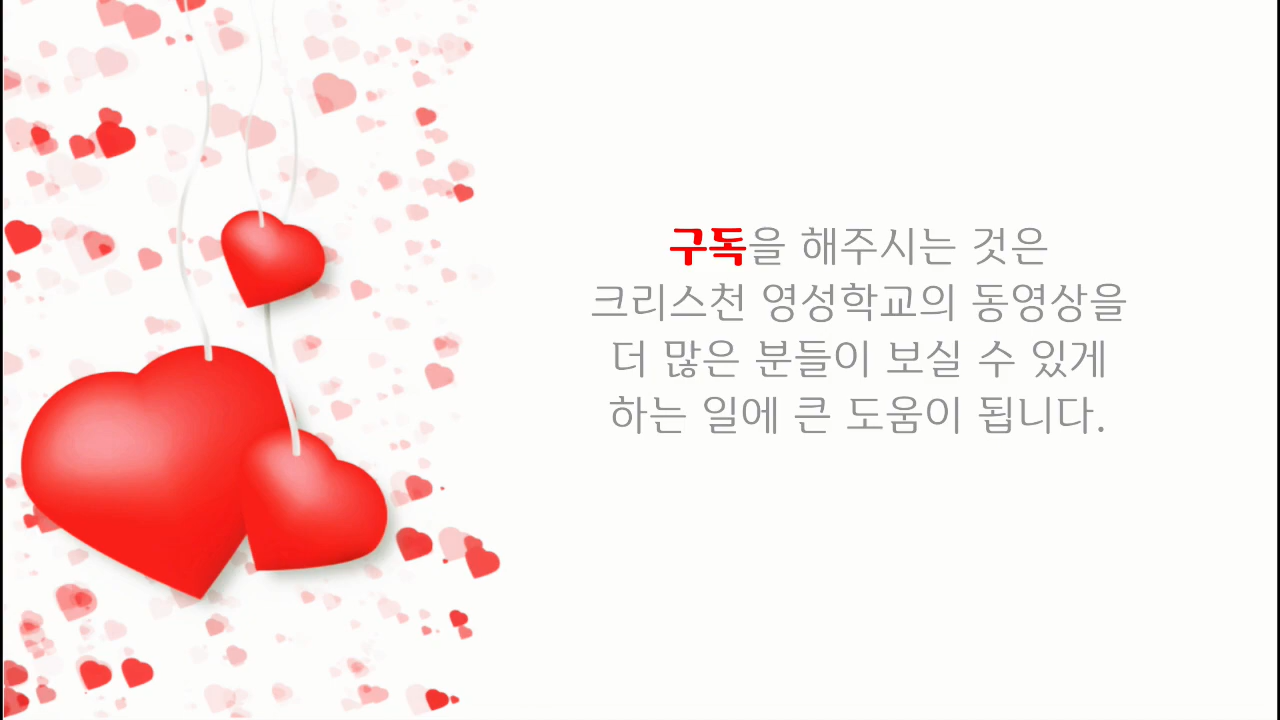 구독을 해주시는 것은
크리스천 영성학교의 동영상을
더 많은 분들이 보실 수 있게
하는 일에 큰 도움이 됩니다.